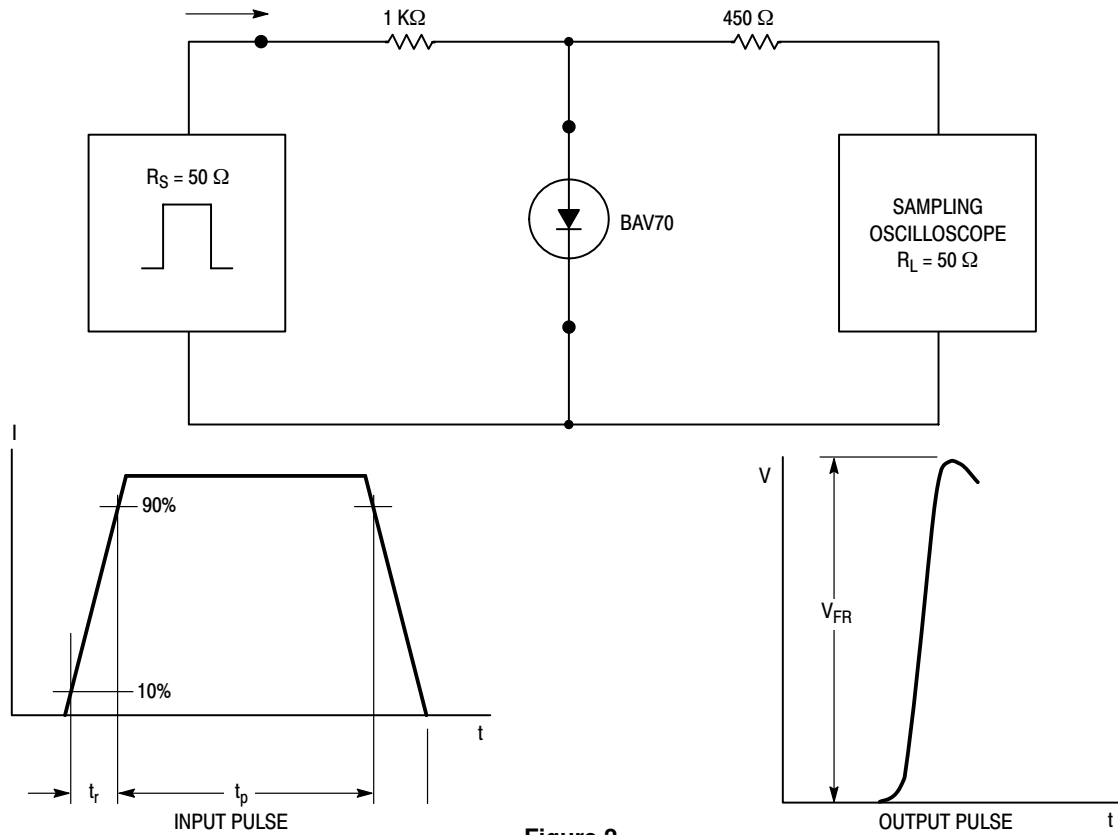 1 KΩ
450 Ω
R_S = 50 Ω
BAV70
SAMPLING
OSCILLOSCOPE
R_L = 50 Ω
I
90%
10%
t
t_r
t_p
INPUT PULSE
V
V_FR
t
OUTPUT PULSE